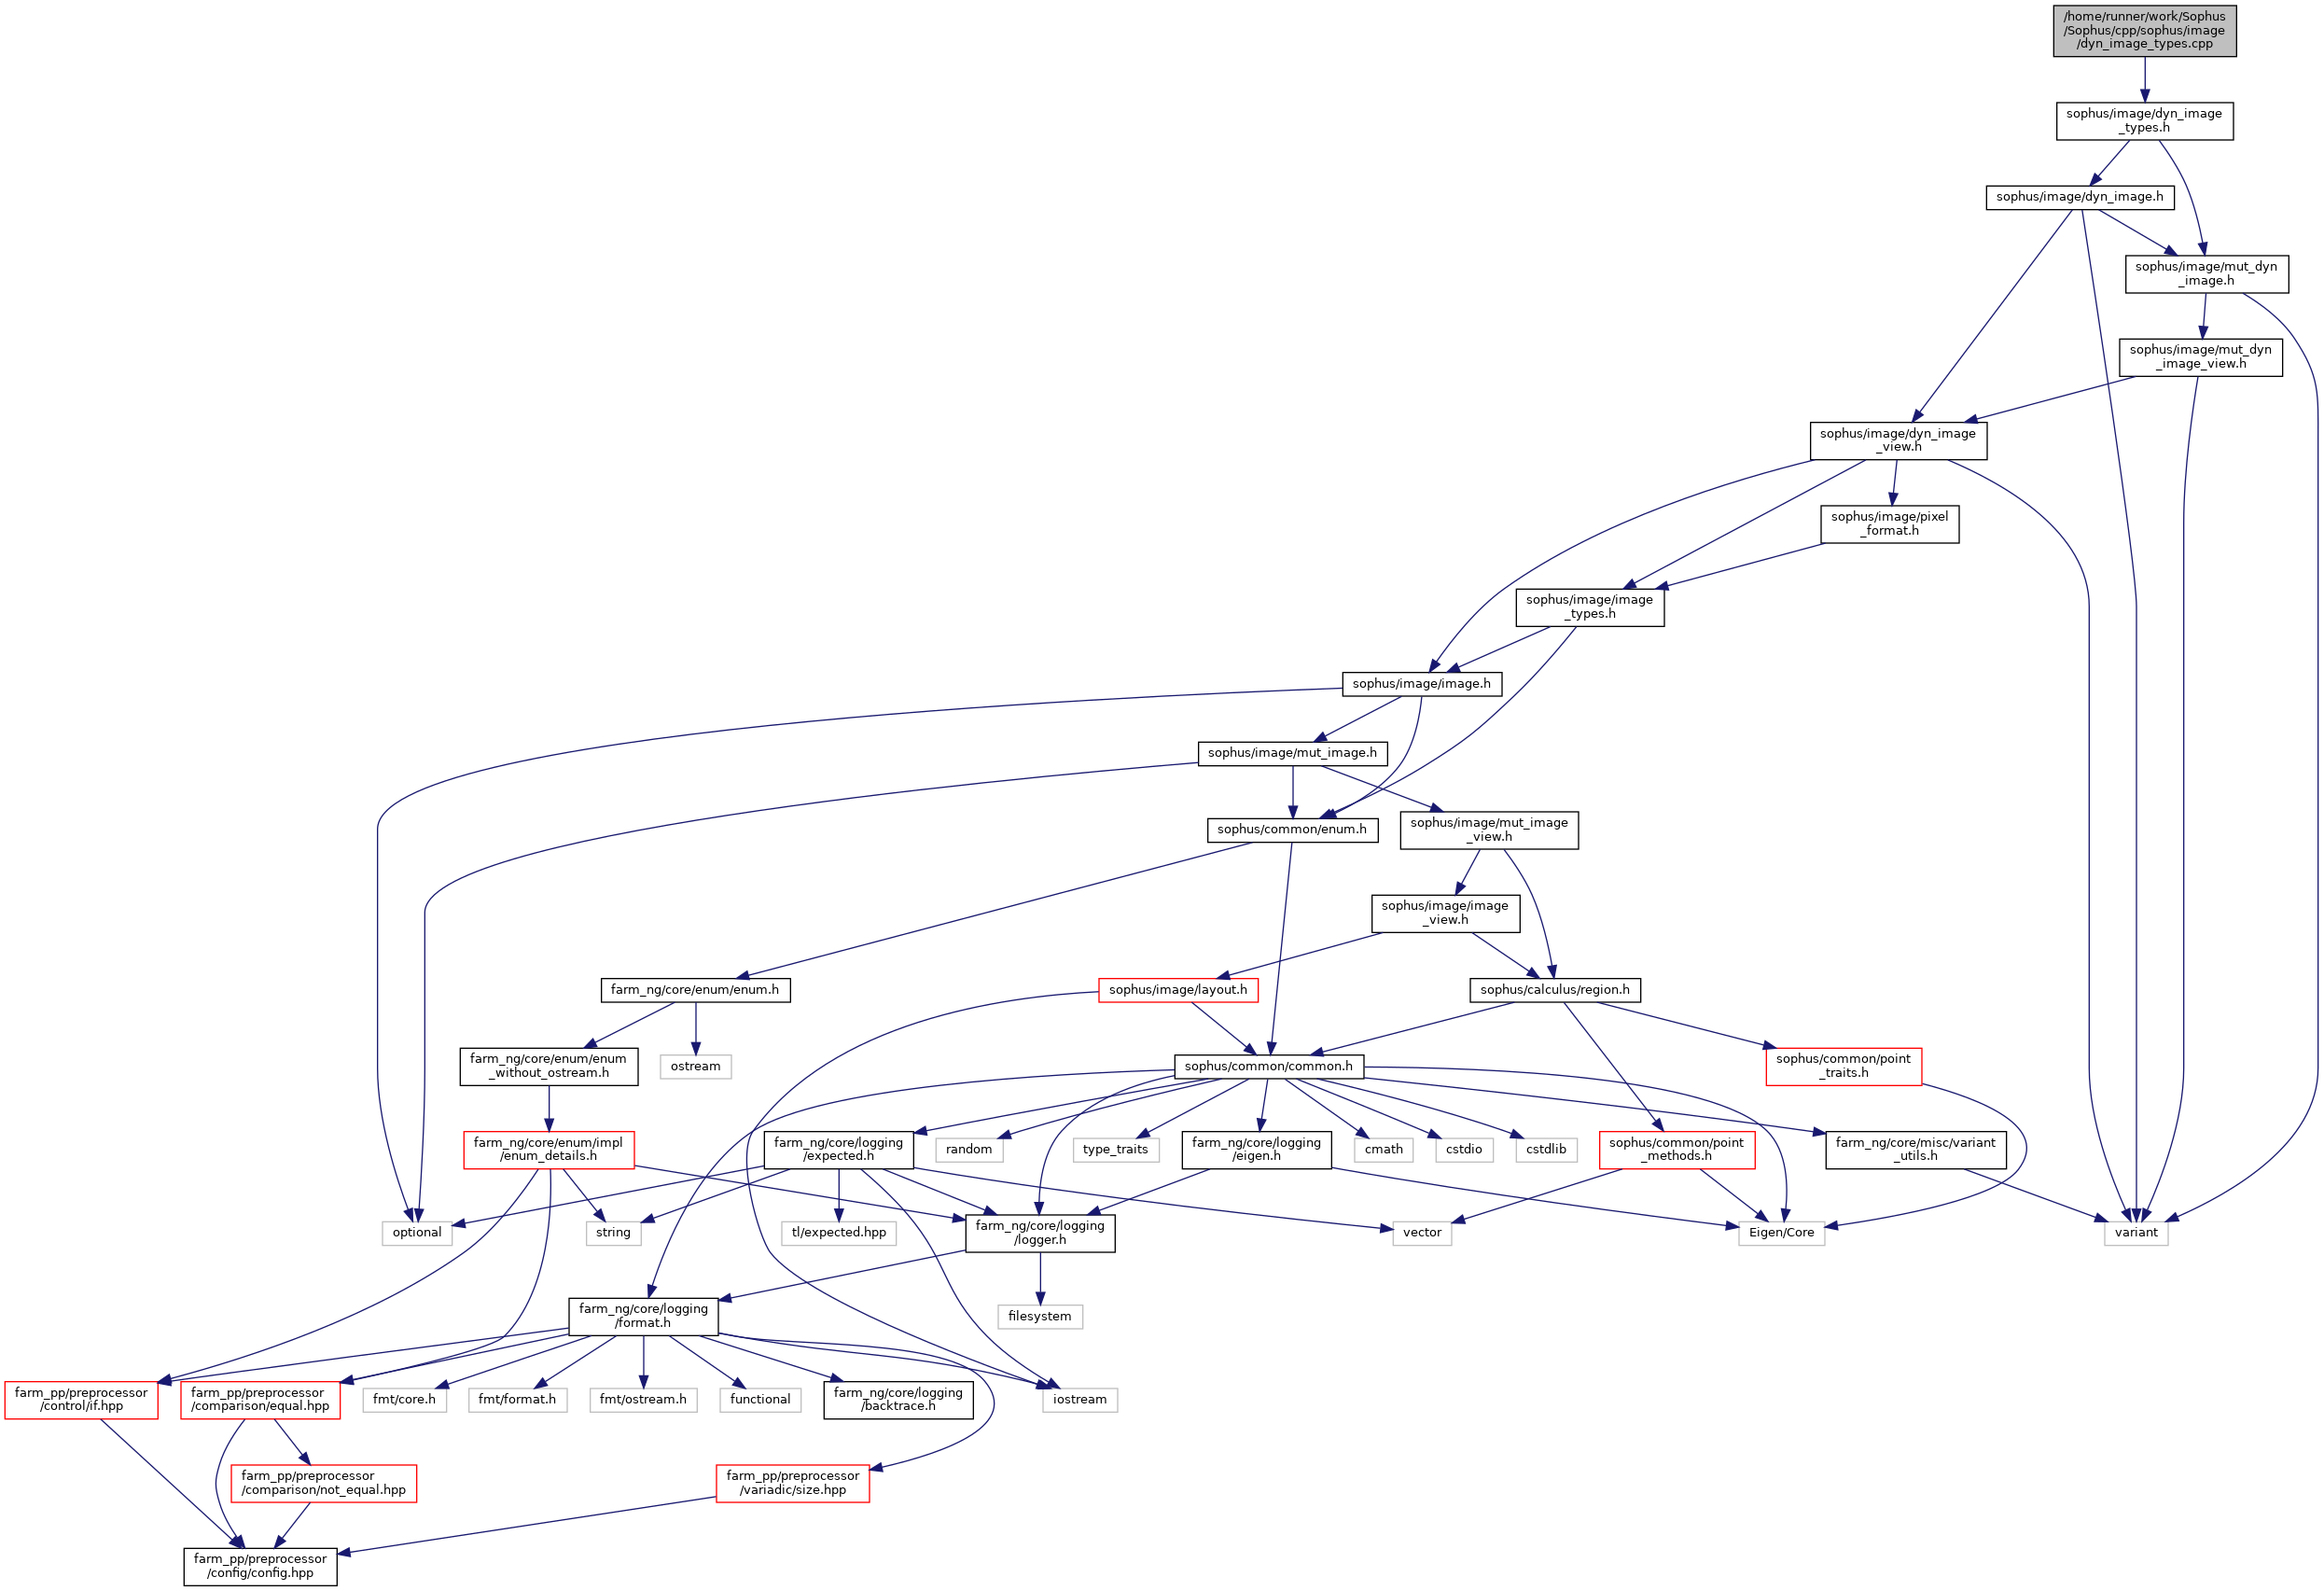 /home/runner/work/Sophus
/Sophus/cpp/sophus/image
/dyn_image_types.cpp
sophus/image/dyn_image
_types.h
sophus/image/dyn_image.h
sophus/image/mut_dyn
_image.h
sophus/image/mut_dyn
_image_view.h
sophus/image/dyn_image
_view.h
sophus/image/pixel
_format.h
sophus/image/image
_types.h
sophus/image/image.h
sophus/image/mut_image.h
sophus/common/enum.h
sophus/image/mut_image
_view.h
sophus/image/image
_view.h
farm_ng/core/enum/enum.h
sophus/image/layout.h
sophus/calculus/region.h
farm_ng/core/enum/enum
_without_ostream.h
ostream
sophus/common/common.h
sophus/common/point
_traits.h
farm_ng/core/enum/impl
/enum_details.h
farm_ng/core/logging
/expected.h
random
type_traits
farm_ng/core/logging
/eigen.h
cmath
cstdio
cstdlib
sophus/common/point
_methods.h
farm_ng/core/misc/variant
_utils.h
optional
string
tl/expected.hpp
farm_ng/core/logging
/logger.h
vector
Eigen/Core
variant
farm_ng/core/logging
/format.h
filesystem
farm_pp/preprocessor
/control/if.hpp
farm_pp/preprocessor
/comparison/equal.hpp
fmt/core.h
fmt/format.h
fmt/ostream.h
functional
farm_ng/core/logging
/backtrace.h
iostream
farm_pp/preprocessor
/comparison/not_equal.hpp
farm_pp/preprocessor
/variadic/size.hpp
farm_pp/preprocessor
/config/config.hpp